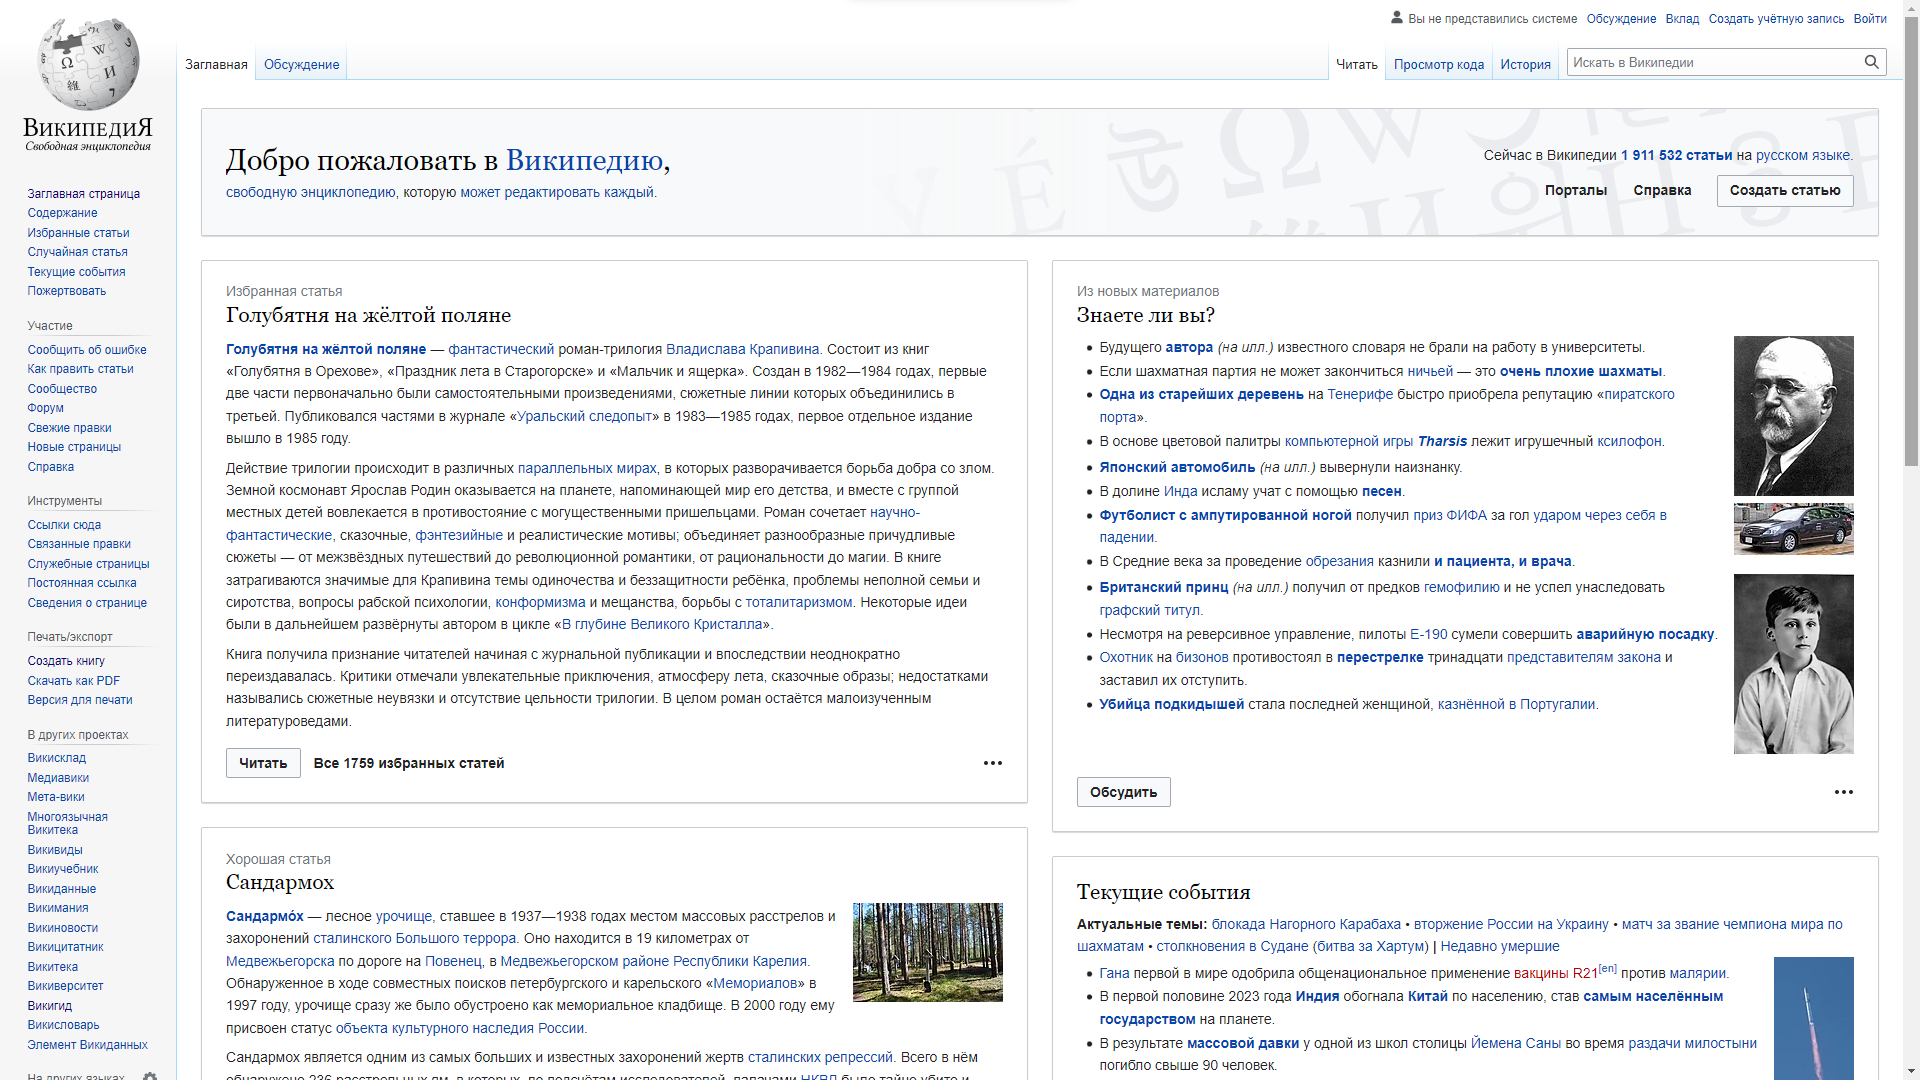 Вы не представились системе Обсуждение Вклад Создать учётную запись Войти
Заглавная Обсуждение
Читать Просмотр кода История Искать в Википедии
ВикипедиЯ
Свободная энциклопедия
Заглавная страница
Содержание
Избранные статьи
Случайная статья
Текущие события
Пожертвовать
Участие
Сообщить об ошибке
Как править статьи
Сообщество
Форум
Свежие правки
Новые страницы
Справка
Инструменты
Ссылки сюда
Связанные правки
Служебные страницы
Постоянная ссылка
Сведения о странице
Печать/экспорт
Создать книгу
Скачать как PDF
Версия для печати
В других проектах
Викисклад
Медиавики
Мета-вики
Многоязычная
Викитека
Викивиды
Викиучебник
Викиданные
Викимания
Викиновости
Викицитатник
Викитека
Викиверситет
Викигид
Викисловарь
Элемент Викиданных
На других языках
Добро пожаловать в Википедию,
свободную энциклопедию, которую может редактировать каждый.
Сейчас в Википедии 1 911 532 статьи на русском языке.
Порталы Справка Создать статью
Избранная статья
Голубятня на жёлтой поляне
Голубятня на жёлтой поляне — фантастический роман-трилогия Владислава Крапивина. Состоит из книг
«Голубятня в Орехове», «Праздник лета в Старогорске» и «Мальчик и ящерка». Создан в 1982—1984 годах, первые
две части первоначально были самостоятельными произведениями, сюжетные линии которых объединились в
третьей. Публиковался частями в журнале «Уральский следопыт» в 1983—1985 годах, первое отдельное издание
вышло в 1985 году.
Действие трилогии происходит в различных параллельных мирах, в которых разворачивается борьба добра со злом.
Земной космонавт Ярослав Родин оказывается на планете, напоминающей мир его детства, и вместе с группой
местных детей вовлекается в противостояние с могущественными пришельцами. Роман сочетает научно-
фантастические, сказочные, фэнтезийные и реалистические мотивы; объединяет разнообразные причудливые
сюжеты — от межзвёздных путешествий до революционной романтики, от рациональности до магии. В книге
затрагиваются значимые для Крапивина темы одиночества и беззащитности ребёнка, проблемы неполной семьи и
сиротства, вопросы рабской психологии, конформизма и мещанства, борьбы с тоталитаризмом. Некоторые идеи
были в дальнейшем развёрнуты автором в цикле «В глубине Великого Кристалла».
Книга получила признание читателей начиная с журнальной публикации и впоследствии неоднократно
переиздавалась. Критики отмечали увлекательные приключения, атмосферу лета, сказочные образы; недостатками
назывались сюжетные неувязки и отсутствие цельности трилогии. В целом роман остаётся малоизученным
литературоведами.
Читать Все 1759 избранных статей
Хорошая статья
Сандармох
Сандармо́х — лесное урочище, ставшее в 1937—1938 годах местом массовых расстрелов и
захоронений сталинского Большого террора. Оно находится в 19 километрах от
Медвежьегорска по дороге на Повенец, в Медвежьегорском районе Республики Карелия.
Обнаруженное в ходе совместных поисков петербургского и карельского «Мемориалов» в
1997 году, урочище сразу же было обустроено как мемориальное кладбище. В 2000 году ему
присвоен статус объекта культурного наследия России.
Сандармох является одним из самых больших и известных захоронений жертв сталинских репрессий. Всего в нём
обнаружено 236 расстрельных ям, в которых, по подсчётам исследователей, палачами НКВД было тайно убито и
Из новых материалов
Знаете ли вы?
Будущего автора (на илл.) известного словаря не брали на работу в университеты.
Если шахматная партия не может закончиться ничьей — это очень плохие шахматы.
Одна из старейших деревень на Тенерифе быстро приобрела репутацию «пиратского
порта».
В основе цветовой палитры компьютерной игры Tharsis лежит игрушечный ксилофон.
Японский автомобиль (на илл.) вывернули наизнанку.
В долине Инда исламу учат с помощью песен.
Футболист с ампутированной ногой получил приз ФИФА за гол ударом через себя в
падении.
В Средние века за проведение обрезания казнили и пациента, и врача.
Британский принц (на илл.) получил от предков гемофилию и не успел унаследовать
графский титул.
Несмотря на реверсивное управление, пилоты E-190 сумели совершить аварийную посадку.
Охотник на бизонов противостоял в перестрелке тринадцати представителям закона и
заставил их отступить.
Убийца подкидышей стала последней женщиной, казнённой в Португалии.
Обсудить
Текущие события
Актуальные темы: блокада Нагорного Карабаха • вторжение России на Украину • матч за звание чемпиона мира по
шахматам • столкновения в Судане (битва за Хартум) | Недавно умершие
Гана первой в мире одобрила общенациональное применение вакцины R21[en] против малярии.
В первой половине 2023 года Индия обогнала Китай по населению, став самым населённым
государством на планете.
В результате массовой давки у одной из школ столицы Йемена Саны во время раздачи милостыни
погибло свыше 90 человек.